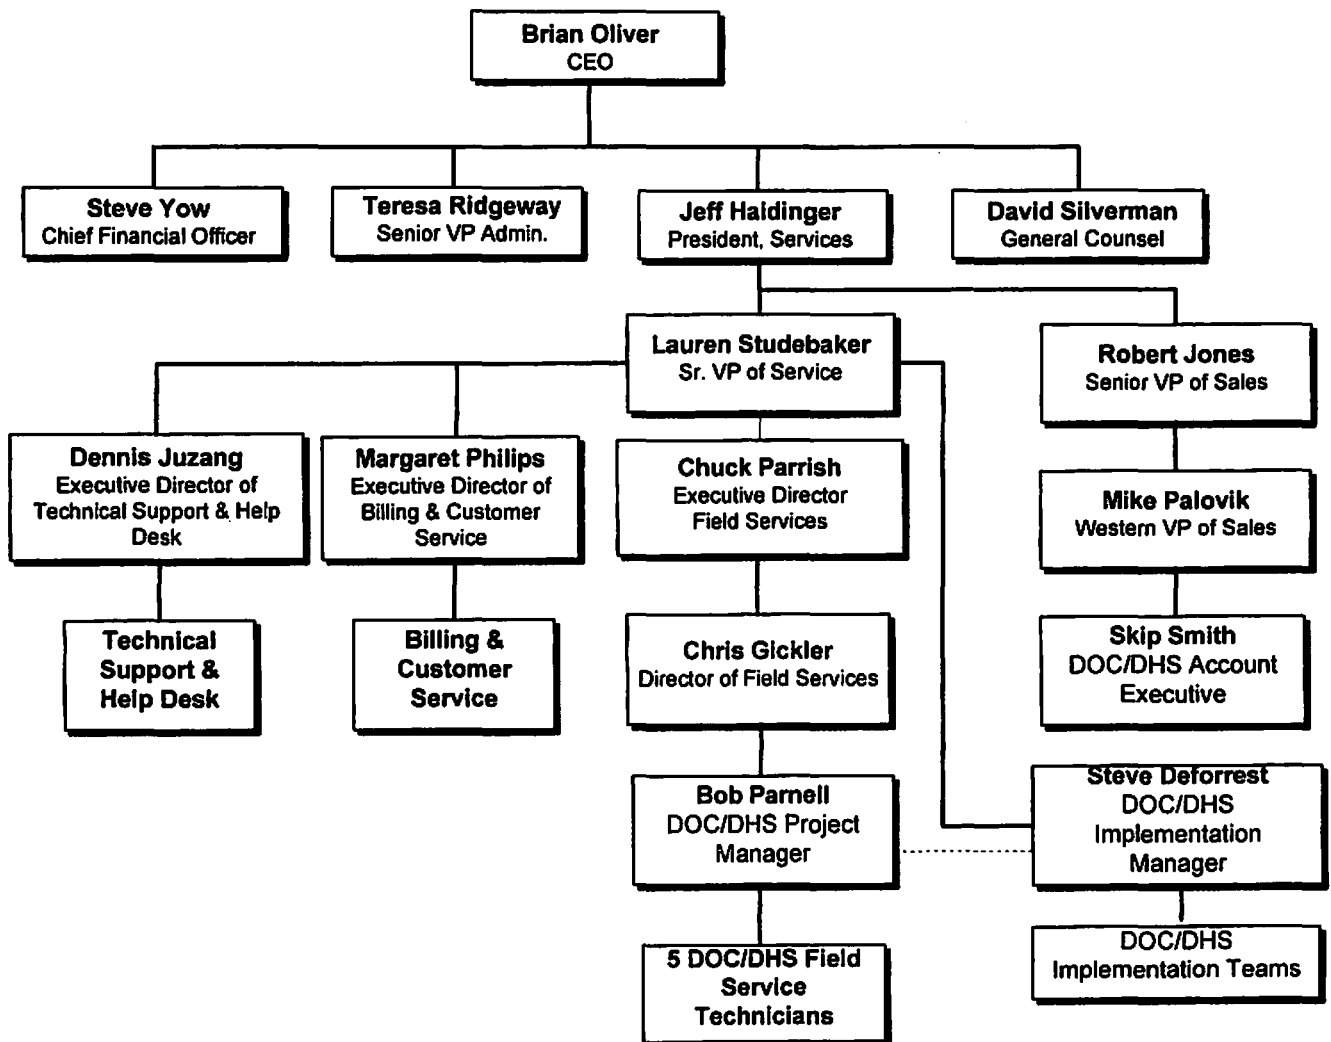 Brian Oliver
CEO
Steve Yow
Chief Financial Officer
Teresa Ridgeway
Senior VP Admin.
Jeff Haidinger
President, Services
David Silverman
General Counsel
Lauren Studebaker
Sr. VP of Service
Robert Jones
Senior VP of Sales
Dennis Juzang
Executive Director of
Technical Support & Help
Desk
Margaret Philips
Executive Director of
Billing & Customer
Service
Chuck Parrish
Executive Director
Field Services
Mike Palovik
Western VP of Sales
Technical
Support &
Help Desk
Billing &
Customer
Service
Chris Gickler
Director of Field Services
Skip Smith
DOC/DHS Account
Executive
Bob Parnell
DOC/DHS Project
Manager
Steve Deforrest
DOC/DHS
Implementation
Manager
5 DOC/DHS Field
Service
Technicians
DOC/DHS
Implementation Teams